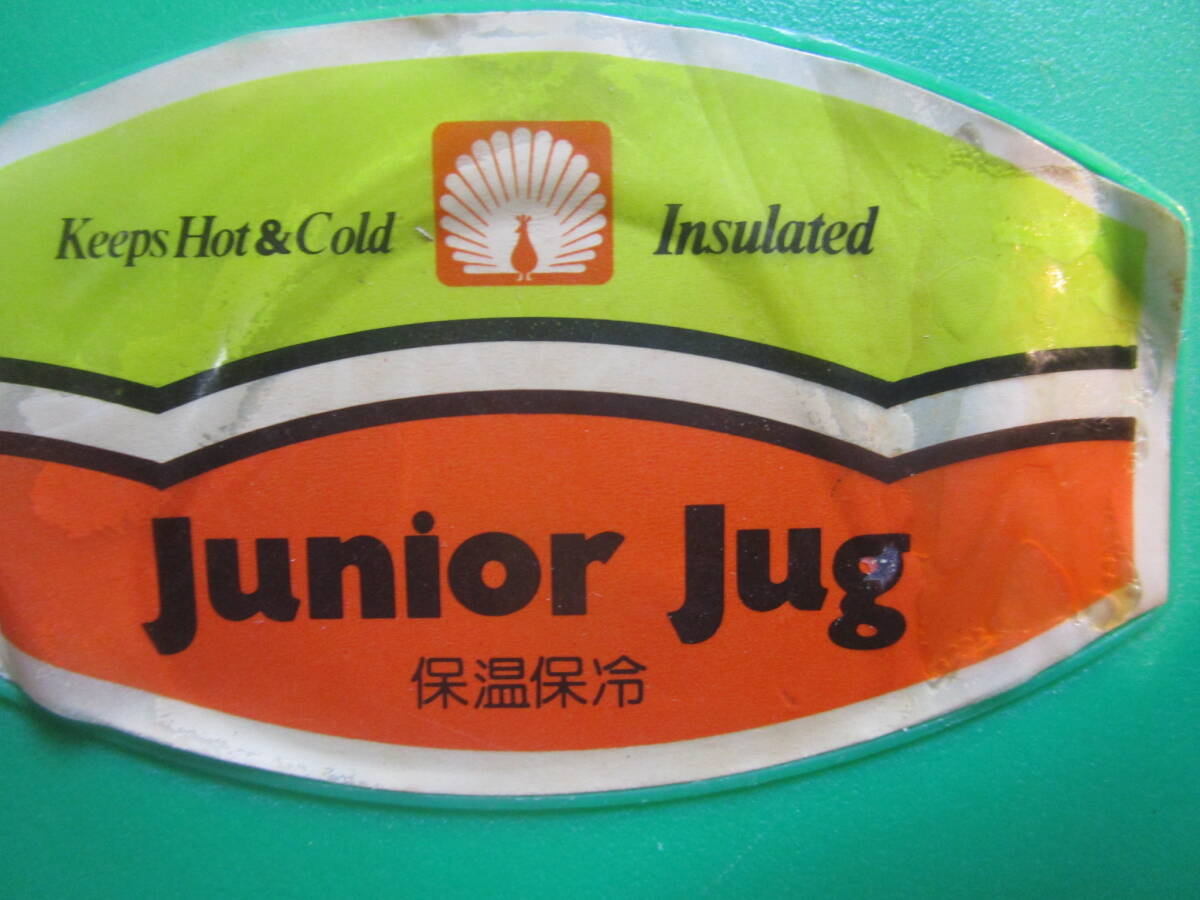 Keeps Hot & Cold
Insulated
Junior Jug
保温保冷